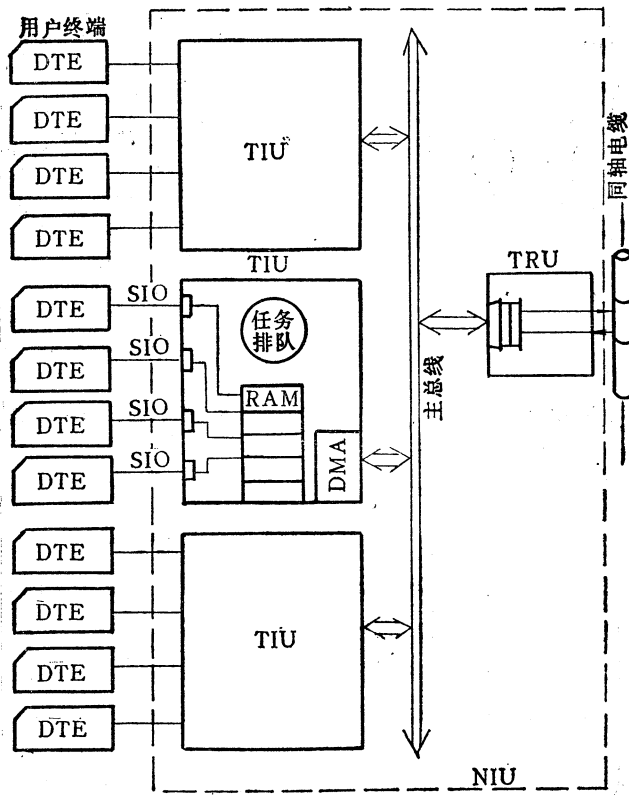 用户终端
DTE
DTE
TIU
DTE
DTE
TIU
同轴电缆
TRU
DTE
SIO
任务
排队
DTE
SIO
主总线
RAM
DTE
SIO
DMA
DTE
SIO
DTE
DTE
TIU
DTE
DTE
NIU